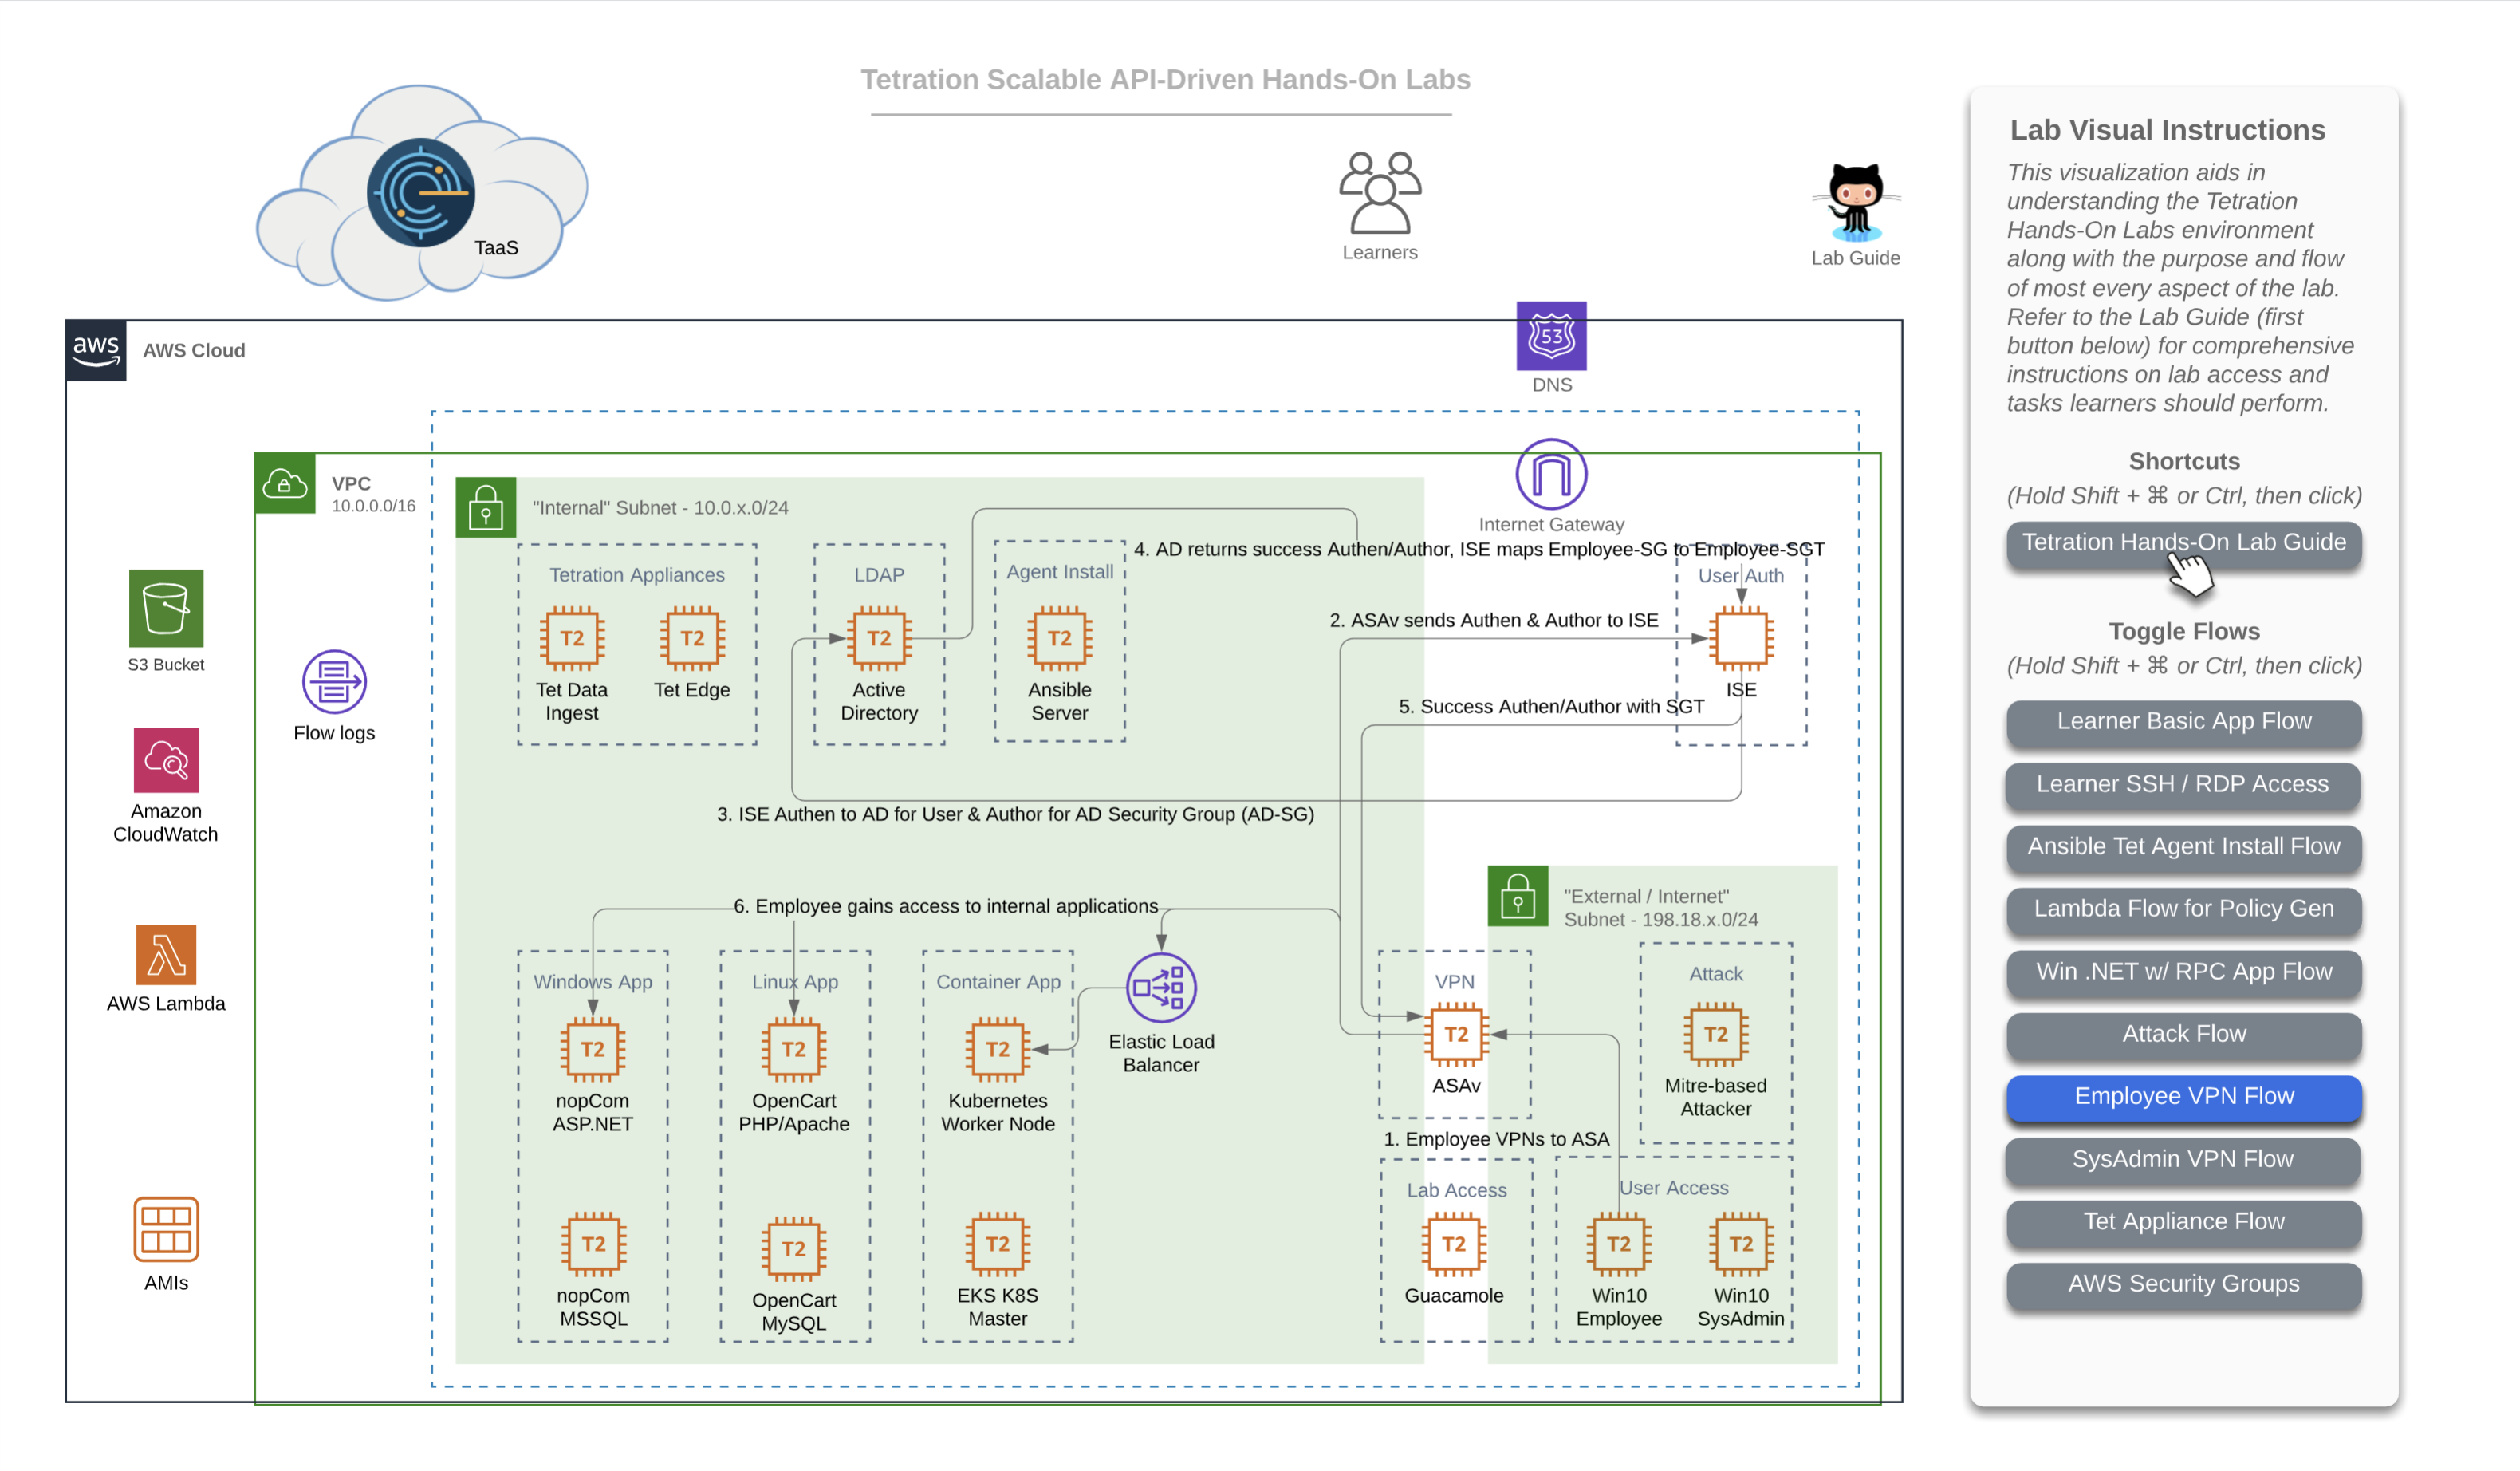 Tetration Scalable API-Driven Hands-On Labs
TaaS
Learners
Lab Guide
aws
AWS Cloud
53
DNS
VPC
10.0.0.0/16
"Internal" Subnet - 10.0.x.0/24
Internet Gateway
4. AD returns success Authen/Author, ISE maps Employee-SG to Employee-SGT
Tetration Appliances
LDAP
Agent Install
User Auth
T2
T2
T2
T2
2. ASAv sends Authen & Author to ISE
Tet Data
Ingest
Tet Edge
Active
Directory
Ansible
Server
ISE
5. Success Authen/Author with SGT
S3 Bucket
Flow logs
Amazon
CloudWatch
AWS Lambda
AMIs
3. ISE Authen to AD for User & Author for AD Security Group (AD-SG)
6. Employee gains access to internal applications
"External / Internet"
Subnet - 198.18.x.0/24
Windows App
Linux App
Container App
VPN
Attack
T2
T2
T2
T2
T2
nopCom
ASP.NET
OpenCart
PHP/Apache
Kubernetes
Worker Node
Elastic Load
Balancer
ASAv
Mitre-based
Attacker
1. Employee VPNs to ASA
Lab Access
User Access
T2
T2
T2
T2
T2
T2
nopCom
MSSQL
OpenCart
MySQL
EKS K8S
Master
Guacamole
Win10
Employee
Win10
SysAdmin
Lab Visual Instructions
This visualization aids in
understanding the Tetration
Hands-On Labs environment
along with the purpose and flow
of most every aspect of the lab.
Refer to the Lab Guide (first
button below) for comprehensive
instructions on lab access and
tasks learners should perform.
Shortcuts
(Hold Shift + ⌘ or Ctrl, then click)
Tetration Hands-On Lab Guide
Toggle Flows
(Hold Shift + ⌘ or Ctrl, then click)
Learner Basic App Flow
Learner SSH / RDP Access
Ansible Tet Agent Install Flow
Lambda Flow for Policy Gen
Win .NET w/ RPC App Flow
Attack Flow
Employee VPN Flow
SysAdmin VPN Flow
Tet Appliance Flow
AWS Security Groups